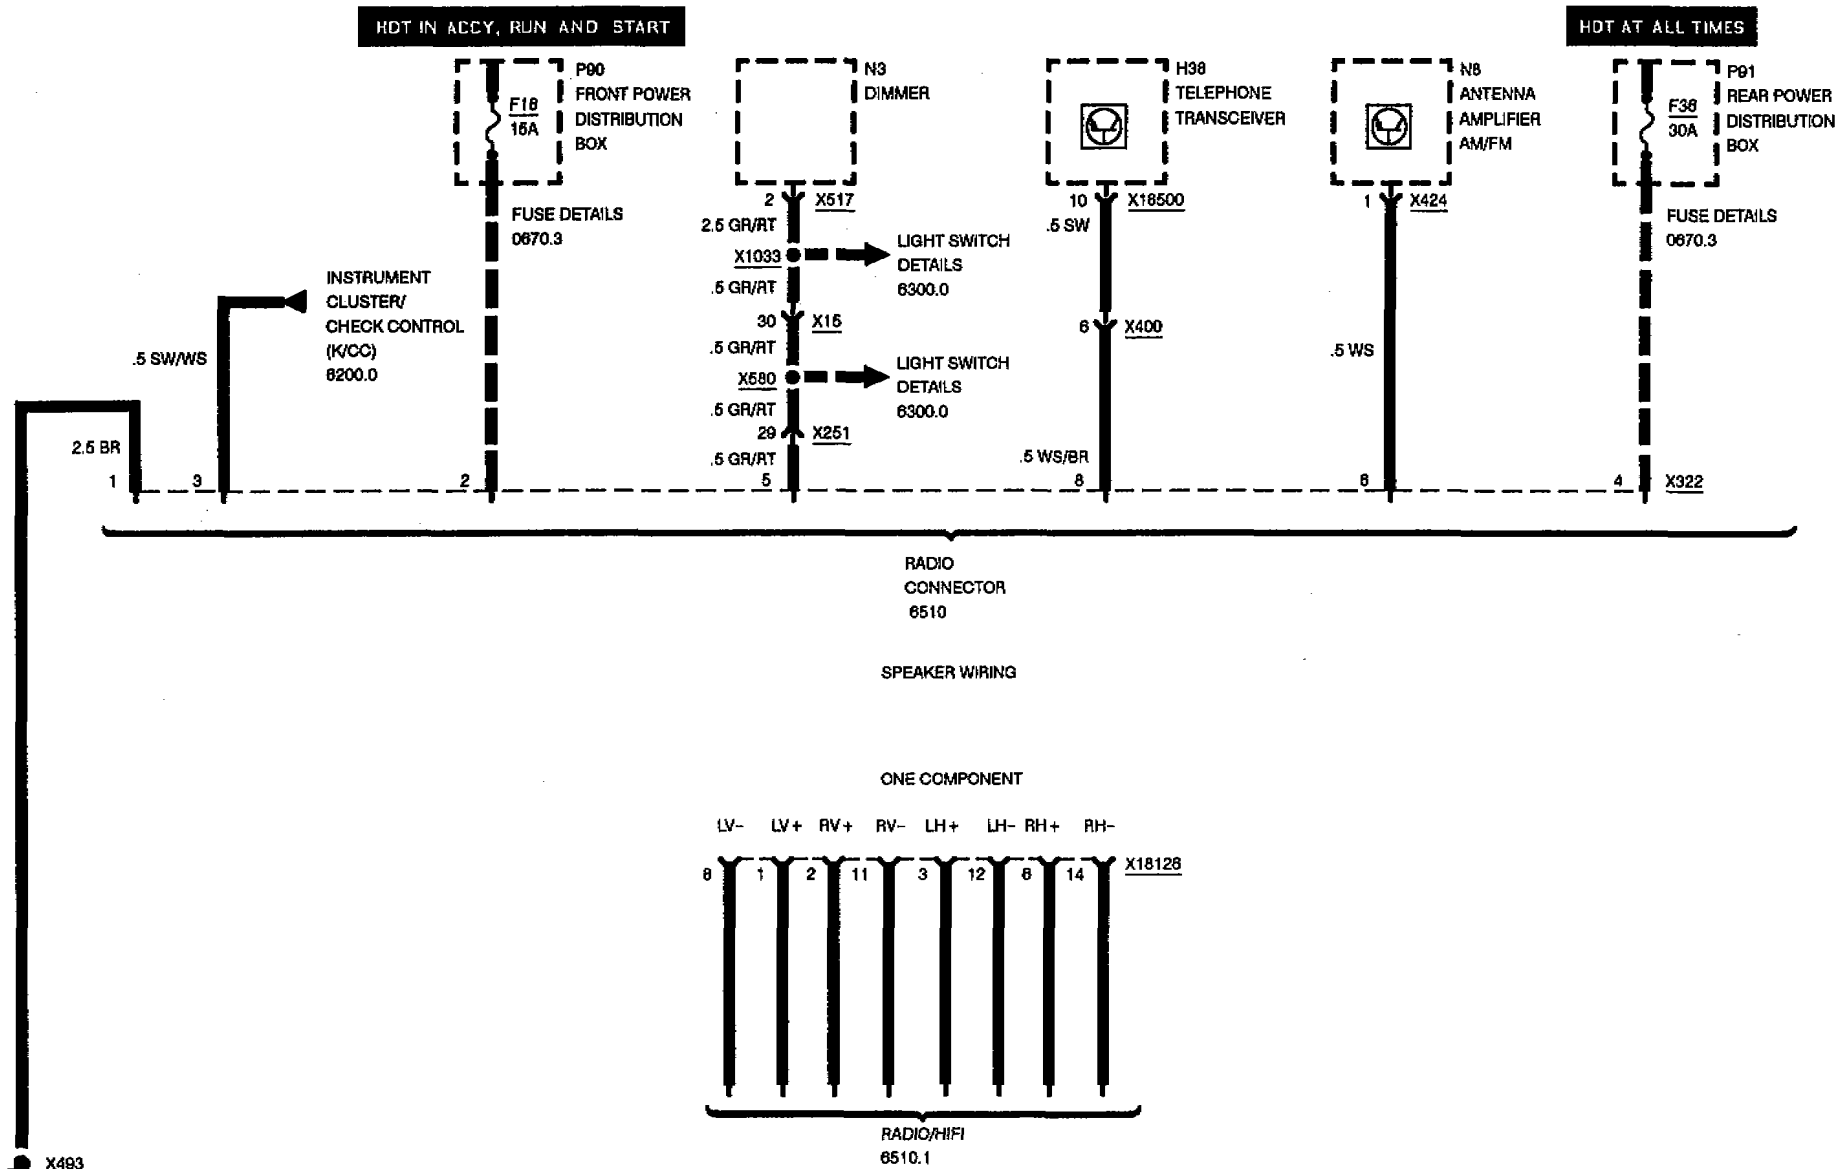 HOT IN ACCY, RUN AND START
HOT AT ALL TIMES
P90
FRONT POWER
DISTRIBUTION
BOX
F18
15A
FUSE DETAILS
0670.3
N3
DIMMER
2
X517
2.5 GR/RT
X1033
LIGHT SWITCH
DETAILS
6300.0
.5 GR/RT
30
X15
.5 GR/RT
X580
LIGHT SWITCH
DETAILS
6300.0
.5 GR/RT
29
X251
.5 GR/RT
5
H38
TELEPHONE
TRANSCEIVER
10
X18500
.5 SW
6
X400
.5 WS/BR
8
N8
ANTENNA
AMPLIFIER
AM/FM
1
X424
.5 WS
6
P91
REAR POWER
DISTRIBUTION
BOX
F36
30A
FUSE DETAILS
0670.3
4
X322
INSTRUMENT
CLUSTER/
CHECK CONTROL
(K/CC)
6200.0
.5 SW/WS
2.5 BR
1
3
2
RADIO
CONNECTOR
6510
SPEAKER WIRING
ONE COMPONENT
LV- LV+ RV+ RV- LH+ LH- RH+ RH-
1 2 11 3 12 6 14
X18126
RADIO/HIFI
6510.1
X493